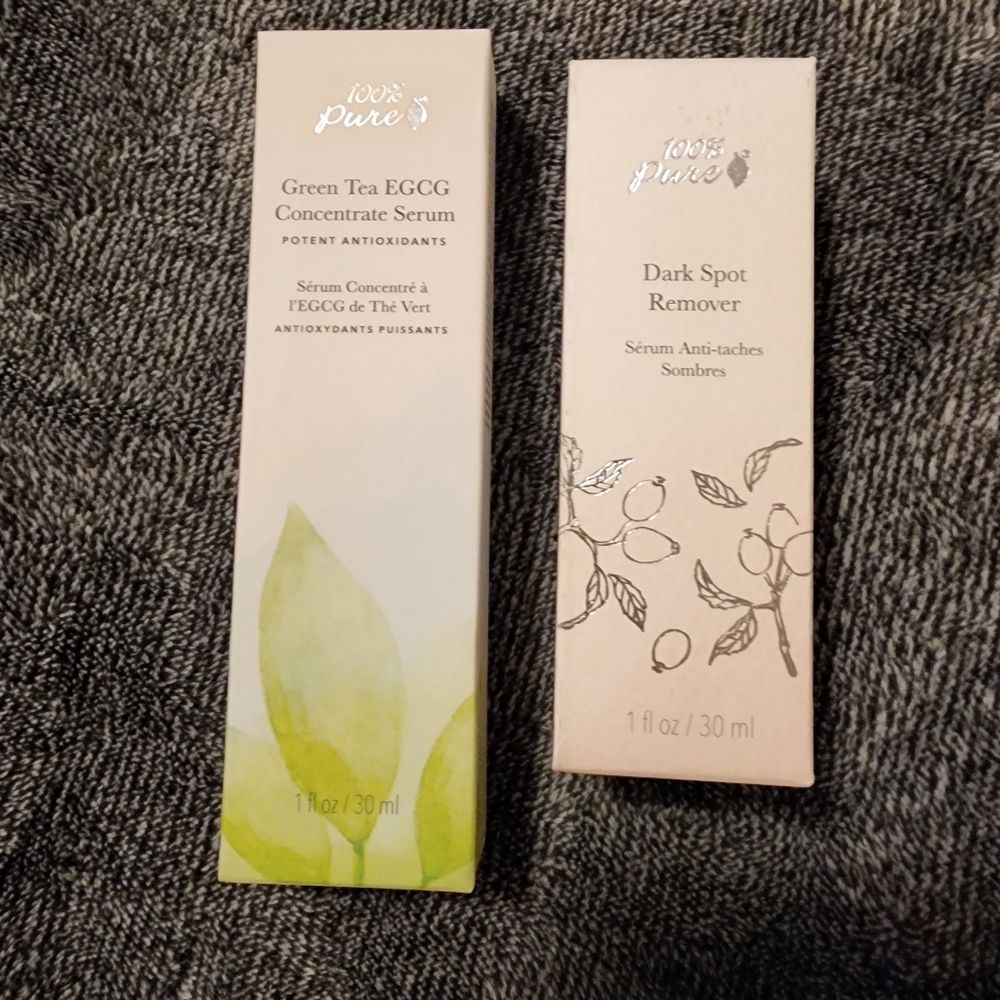 100%
Pure
Green Tea EGCG
Concentrate Serum
POTENT ANTIOXIDANTS
Sérum Concentré à
l'EGCG de Thé Vert
ANTIOXYDANTS PUISSANTS
1 fl oz / 30 ml
100%
Pure
Dark Spot
Remover
Sérum Anti-taches
Sombres
1 fl oz / 30 ml